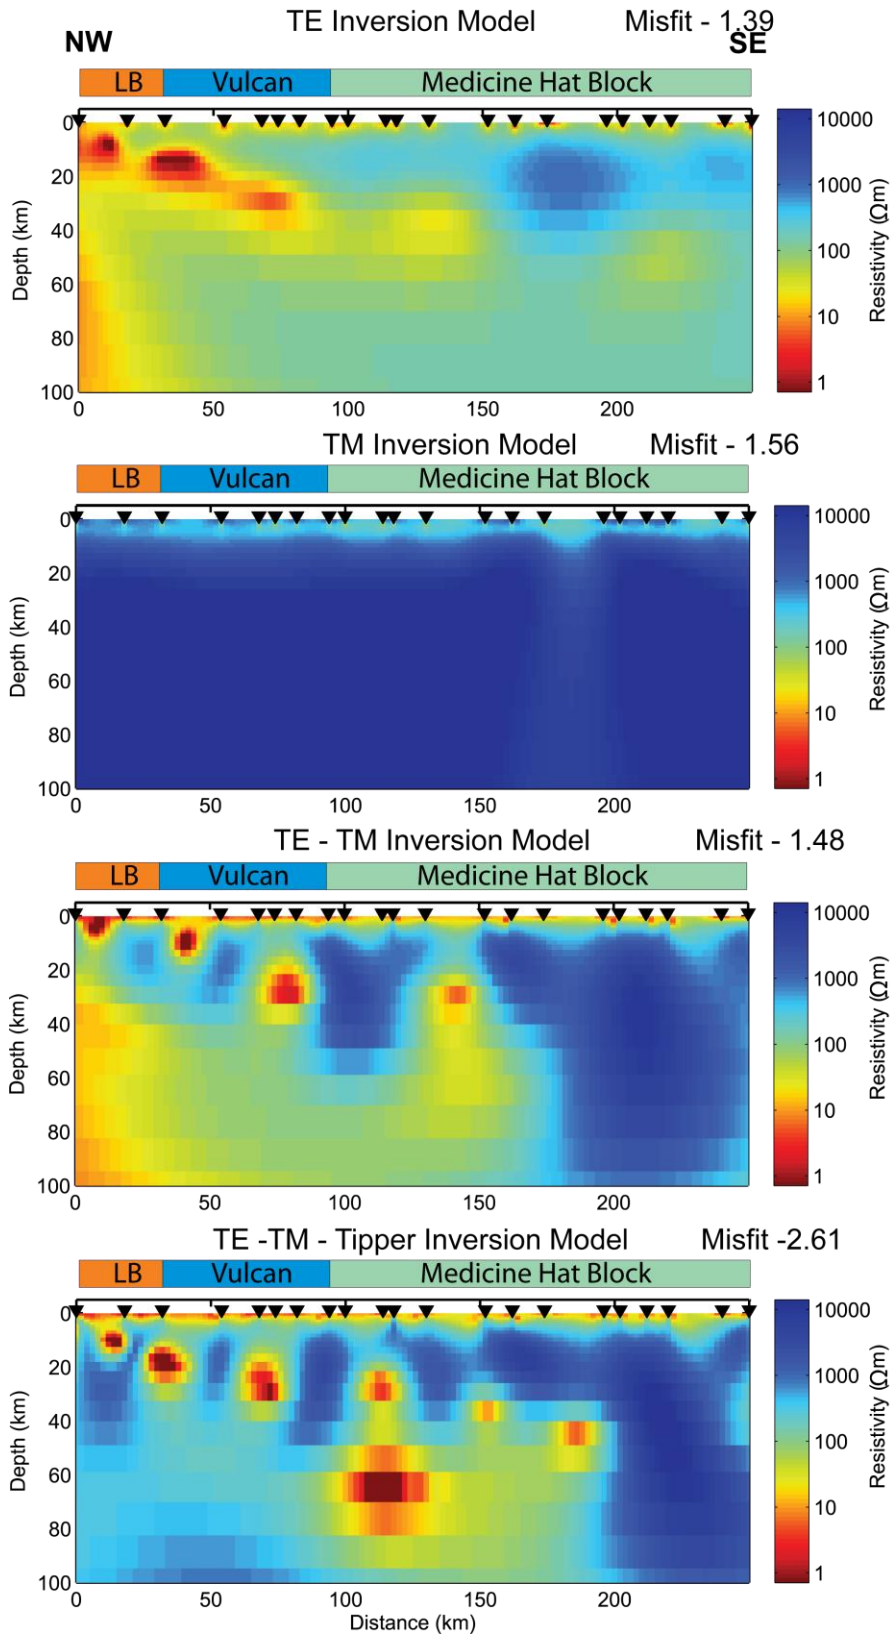 TE Inversion Model Misfit - 1.39
NW SE
LB Vulcan Medicine Hat Block
0
20
40
60
80
100
Depth (km)
0 50 100 150 200
10000
1000
100
10
1
Resistivity (Ωm)
TM Inversion Model Misfit - 1.56
LB Vulcan Medicine Hat Block
0
20
40
60
80
100
Depth (km)
0 50 100 150 200
10000
1000
100
10
1
Resistivity (Ωm)
TE - TM Inversion Model Misfit - 1.48
LB Vulcan Medicine Hat Block
0
20
40
60
80
100
Depth (km)
0 50 100 150 200
10000
1000
100
10
1
Resistivity (Ωm)
TE -TM - Tipper Inversion Model Misfit -2.61
LB Vulcan Medicine Hat Block
0
20
40
60
80
100
Depth (km)
0 50 100 150 200
Distance (km)
10000
1000
100
10
1
Resistivity (Ωm)